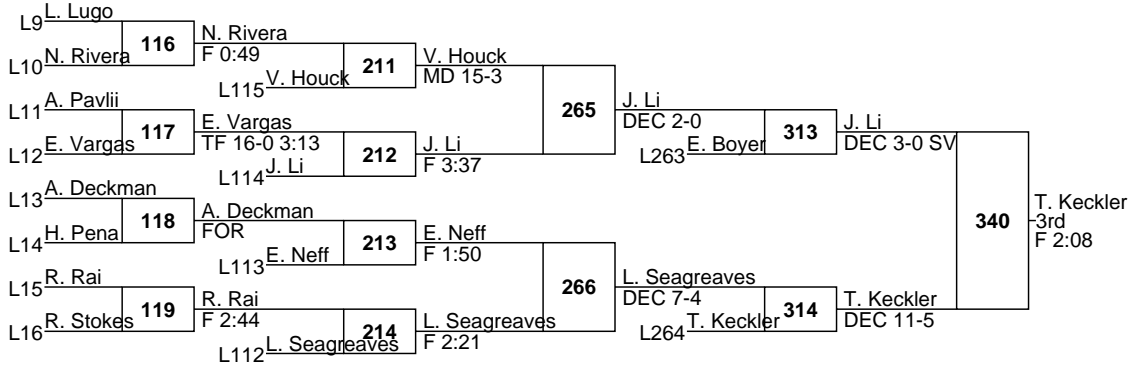 L9 L. Lugo
116
L10 N. Rivera
N. Rivera
F 0:49
211
L115 V. Houck
V. Houck
MD 15-3
L11 A. Pavlii
117
L12 E. Vargas
E. Vargas
TF 16-0 3:13
212
L114 J. Li
J. Li
F 3:37
265
J. Li
DEC 2-0
313
L263 E. Boyer
J. Li
DEC 3-0 SV
L13 A. Deckman
118
L14 H. Pena
A. Deckman
FOR
213
L113 E. Neff
E. Neff
F 1:50
L15 R. Rai
119
L16 R. Stokes
R. Rai
F 2:44
214
L112 L. Seagreaves
L. Seagreaves
F 2:21
266
L. Seagreaves
DEC 7-4
314
L264 T. Keckler
T. Keckler
DEC 11-5
340
T. Keckler
3rd
F 2:08